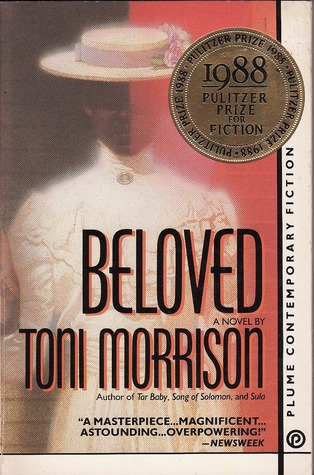 PULITZER PRIZE 1988 • PULITZER PRIZE 1988 • PULITZER PRIZE 1988 •
1988
PULITZER
PRIZE
FOR
FICTION
BELOVED
A NOVEL BY
TONI MORRISON
Author of Tar Baby, Song of Solomon, and Sula
"A MASTERPIECE...MAGNIFICENT...
ASTOUNDING...OVERPOWERING!"
—NEWSWEEK
PLUME CONTEMPORARY FICTION